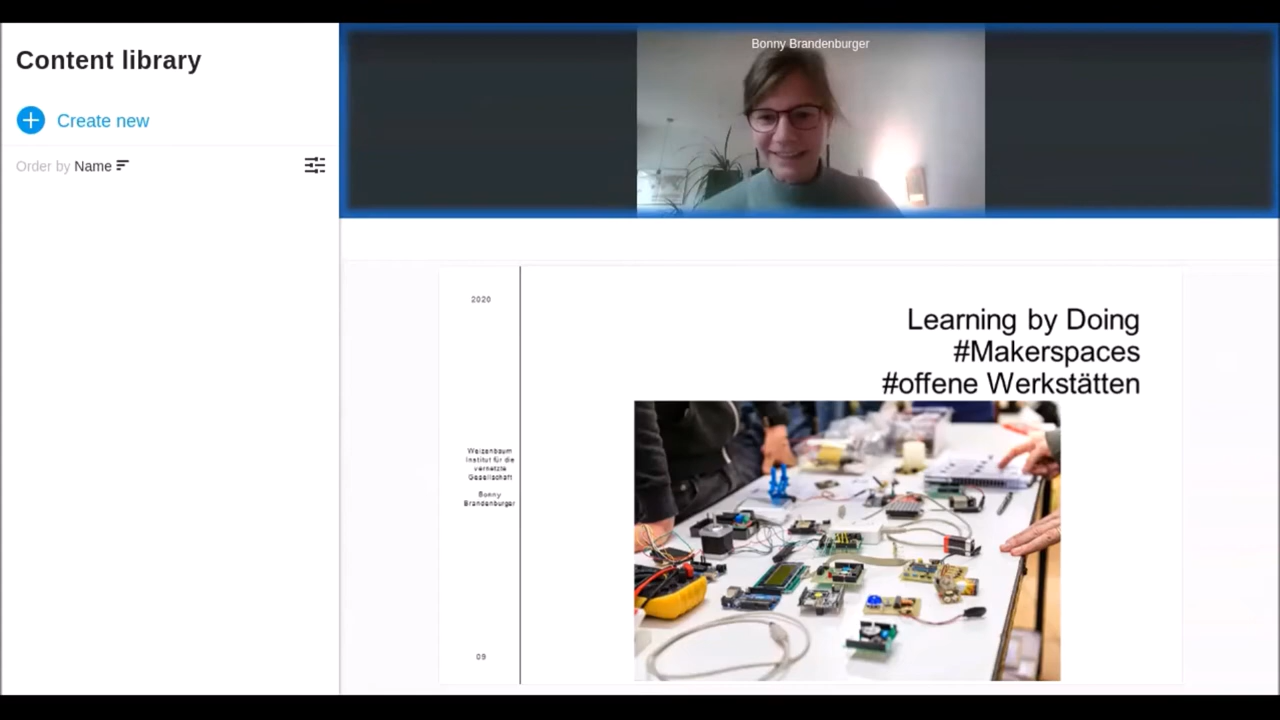 Content library
Create new
Order by Name
Bonny Brandenburger
2020
Learning by Doing
#Makerspaces
#offene Werkstätten
Weizenbaum
Institut für die
vernetzte
Gesellschaft
Bonny
Brandenburger
09